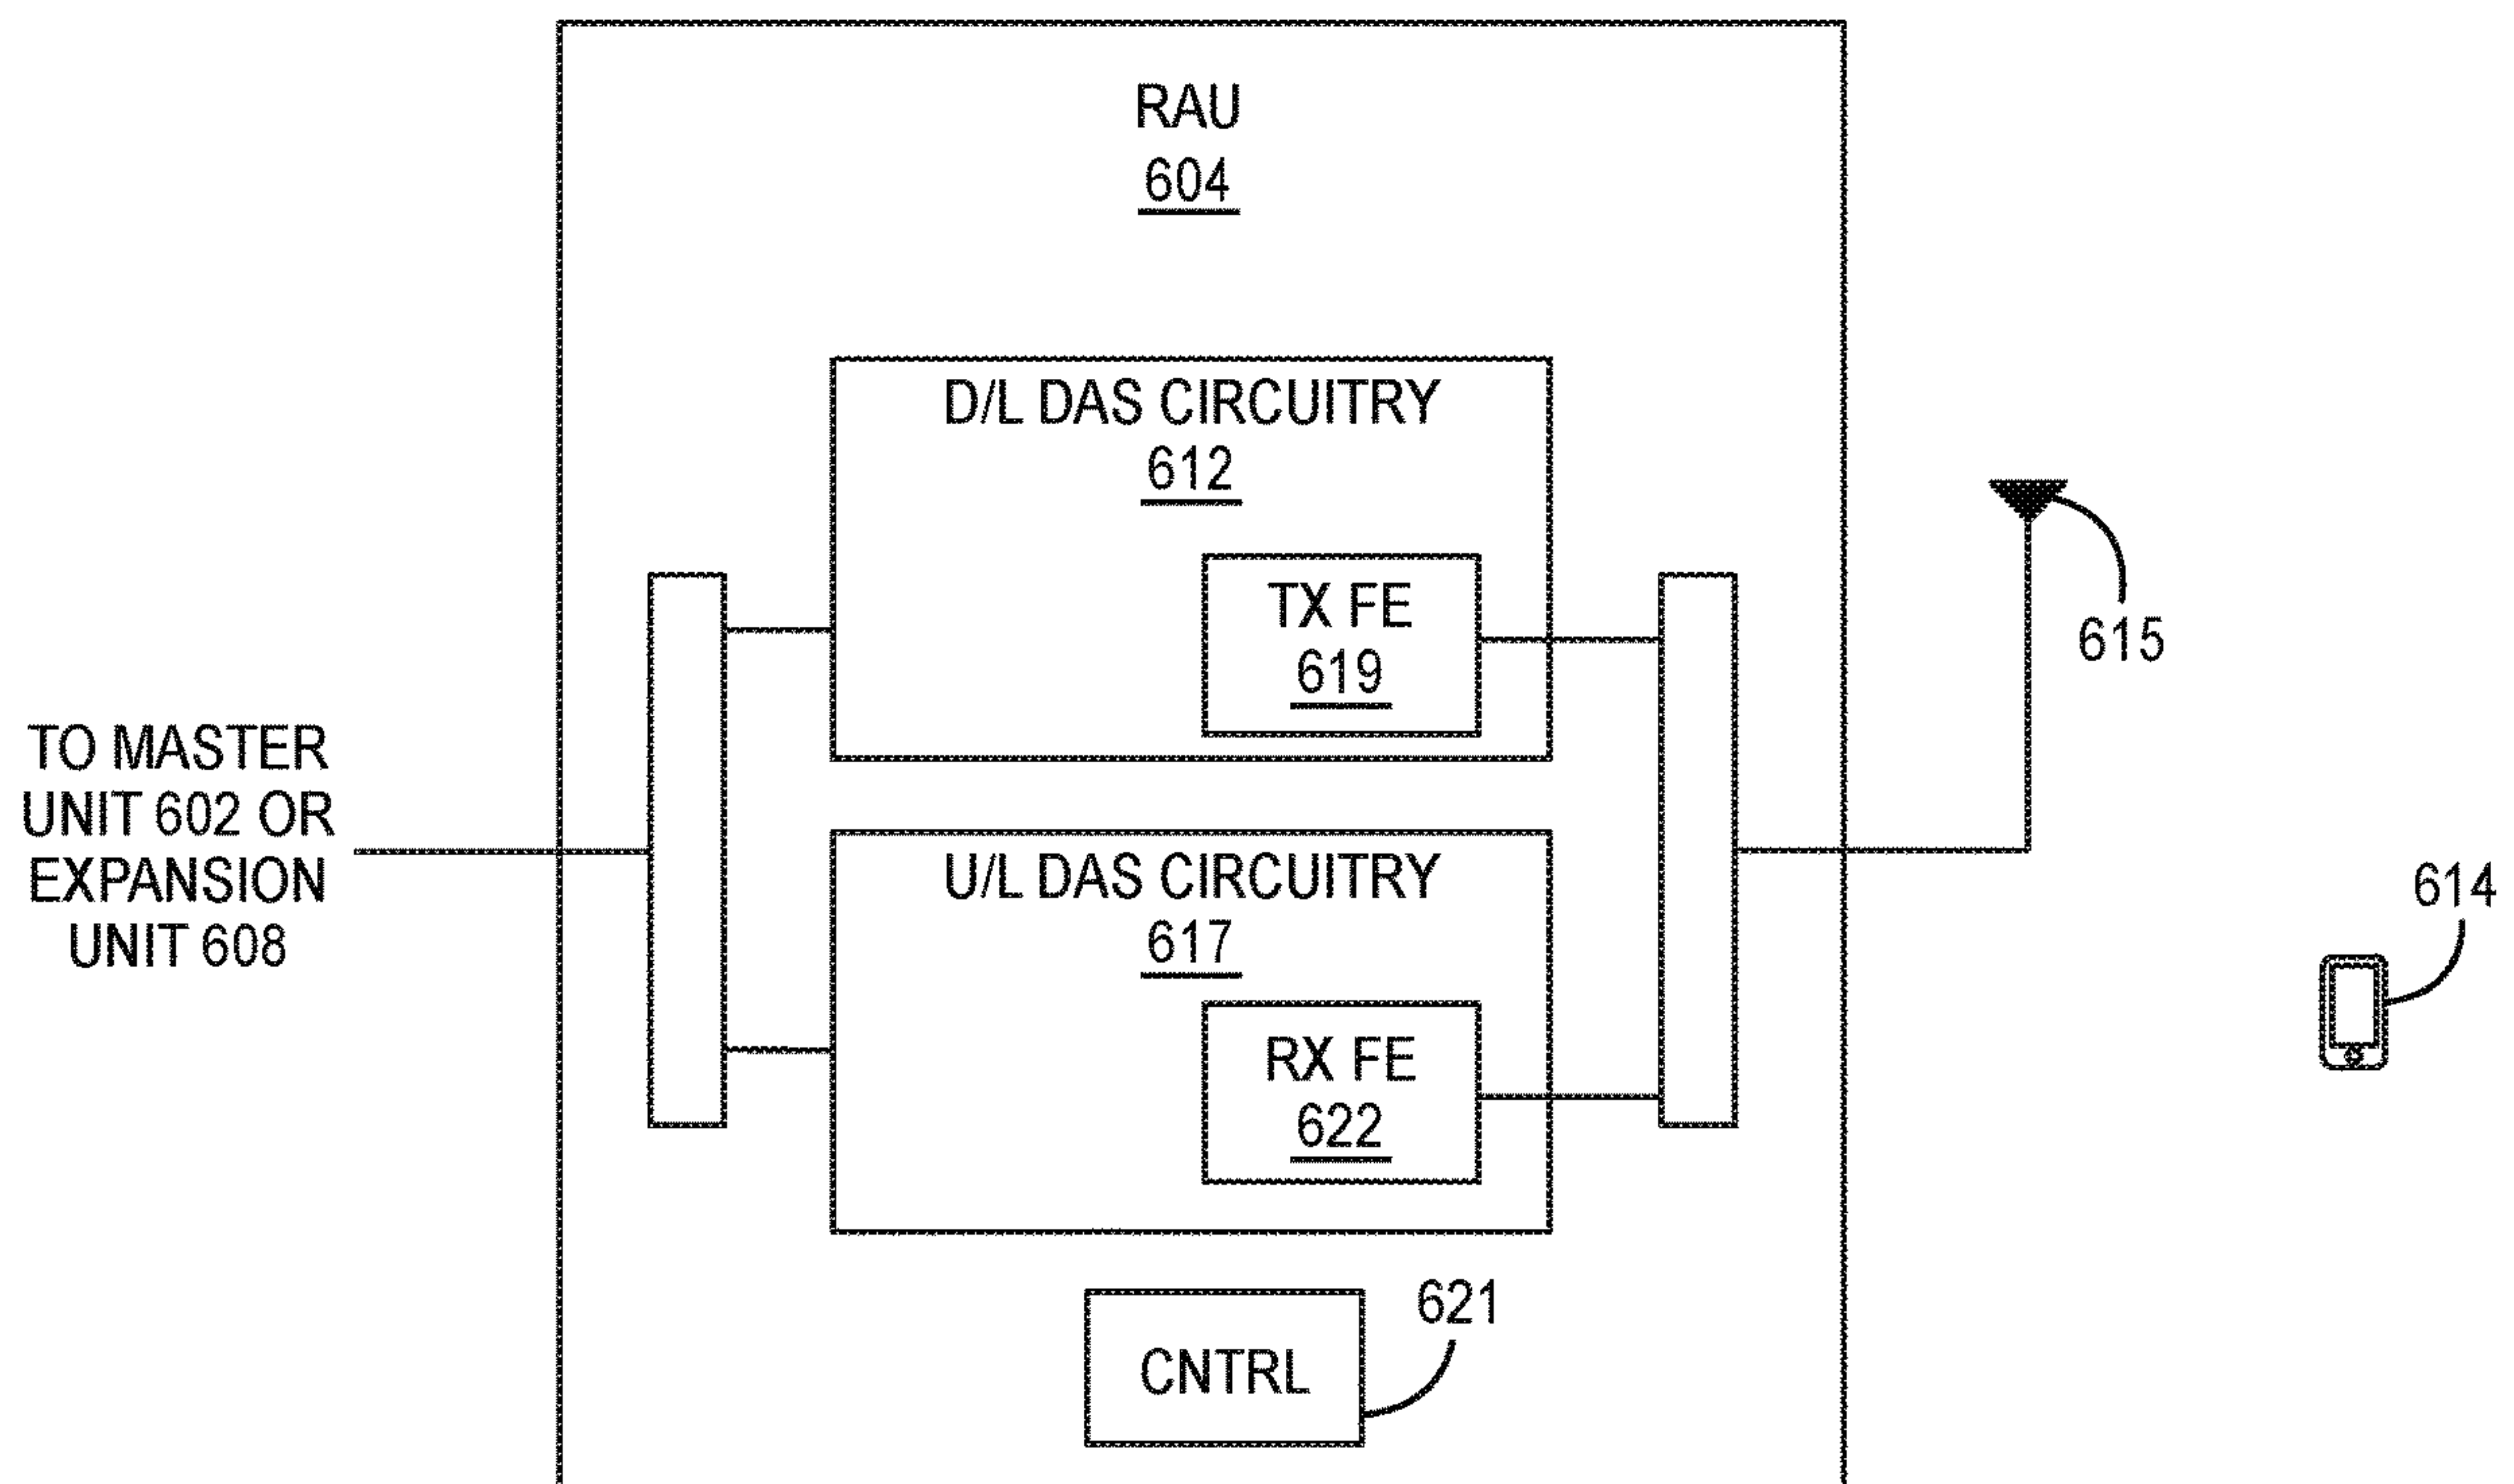 RAU
604
D/L DAS CIRCUITRY
612
TX FE
619
615
TO MASTER
UNIT 602 OR
EXPANSION
UNIT 608
U/L DAS CIRCUITRY
617
RX FE
622
614
CNTRL
621